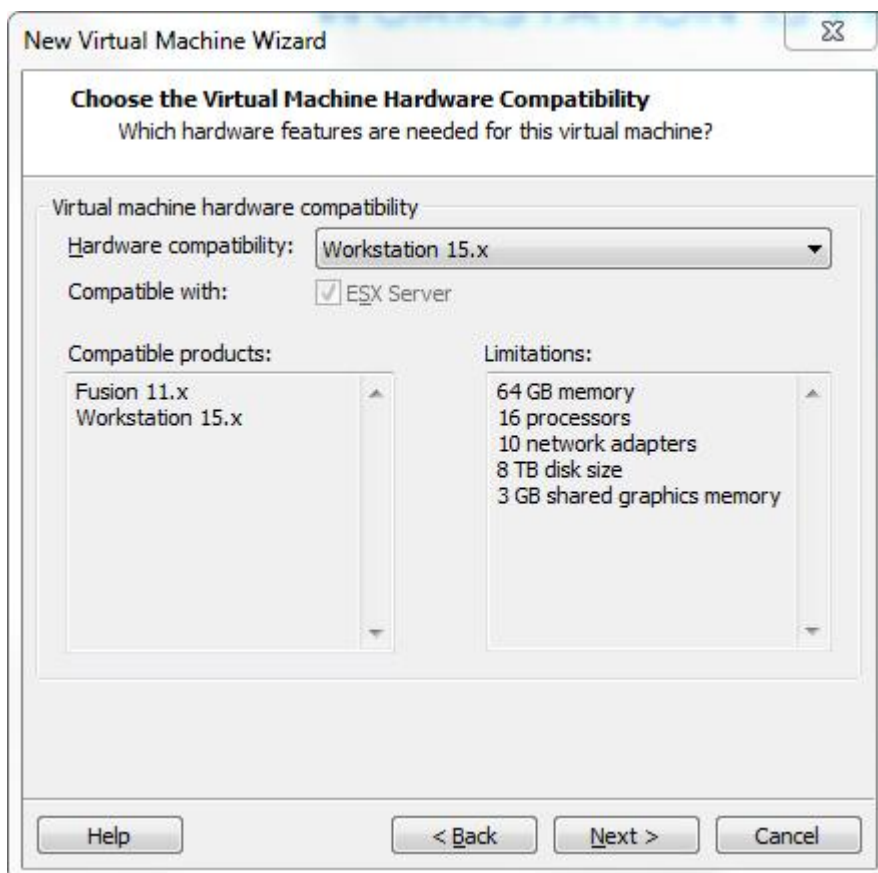 New Virtual Machine Wizard
Choose the Virtual Machine Hardware Compatibility
Which hardware features are needed for this virtual machine?
Virtual machine hardware compatibility
Hardware compatibility: Workstation 15.x
Compatible with: ESX Server
Compatible products:
Fusion 11.x
Workstation 15.x
Limitations:
64 GB memory
16 processors
10 network adapters
8 TB disk size
3 GB shared graphics memory
Help < Back Next > Cancel